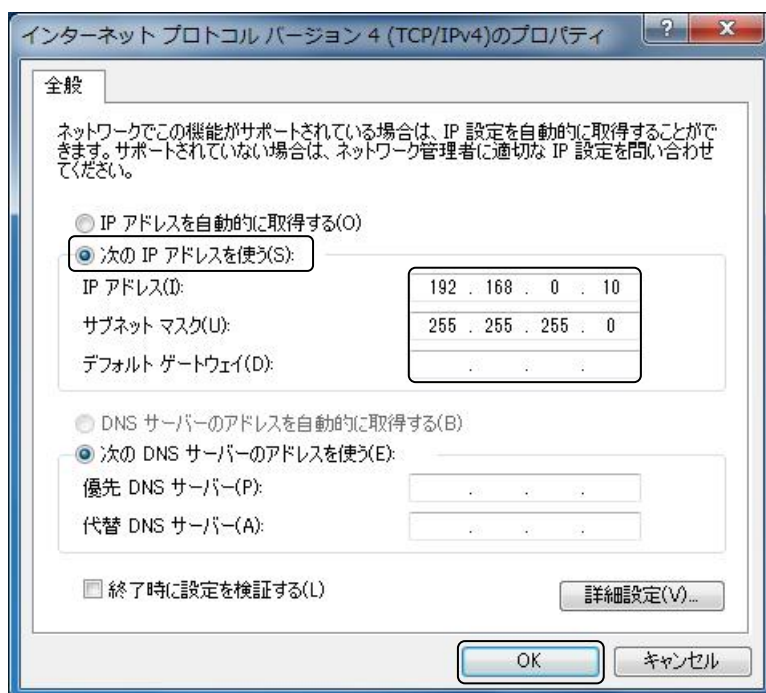 インターネット プロトコル バージョン 4 (TCP/IPv4)のプロパティ
全般
ネットワークでこの機能がサポートされている場合は、IP 設定を自動的に取得することがで
きます。サポートされていない場合は、ネットワーク管理者に適切な IP 設定を問い合わせ
てください。
IP アドレスを自動的に取得する(O)
次の IP アドレスを使う(S):
IP アドレス(I): 192 . 168 . 0 . 10
サブネット マスク(U): 255 . 255 . 255 . 0
デフォルト ゲートウェイ(D): . . .
DNS サーバーのアドレスを自動的に取得する(B)
次の DNS サーバーのアドレスを使う(E):
優先 DNS サーバー(P): . . .
代替 DNS サーバー(A): . . .
終了時に設定を検証する(L)
詳細設定(V)...
OK キャンセル